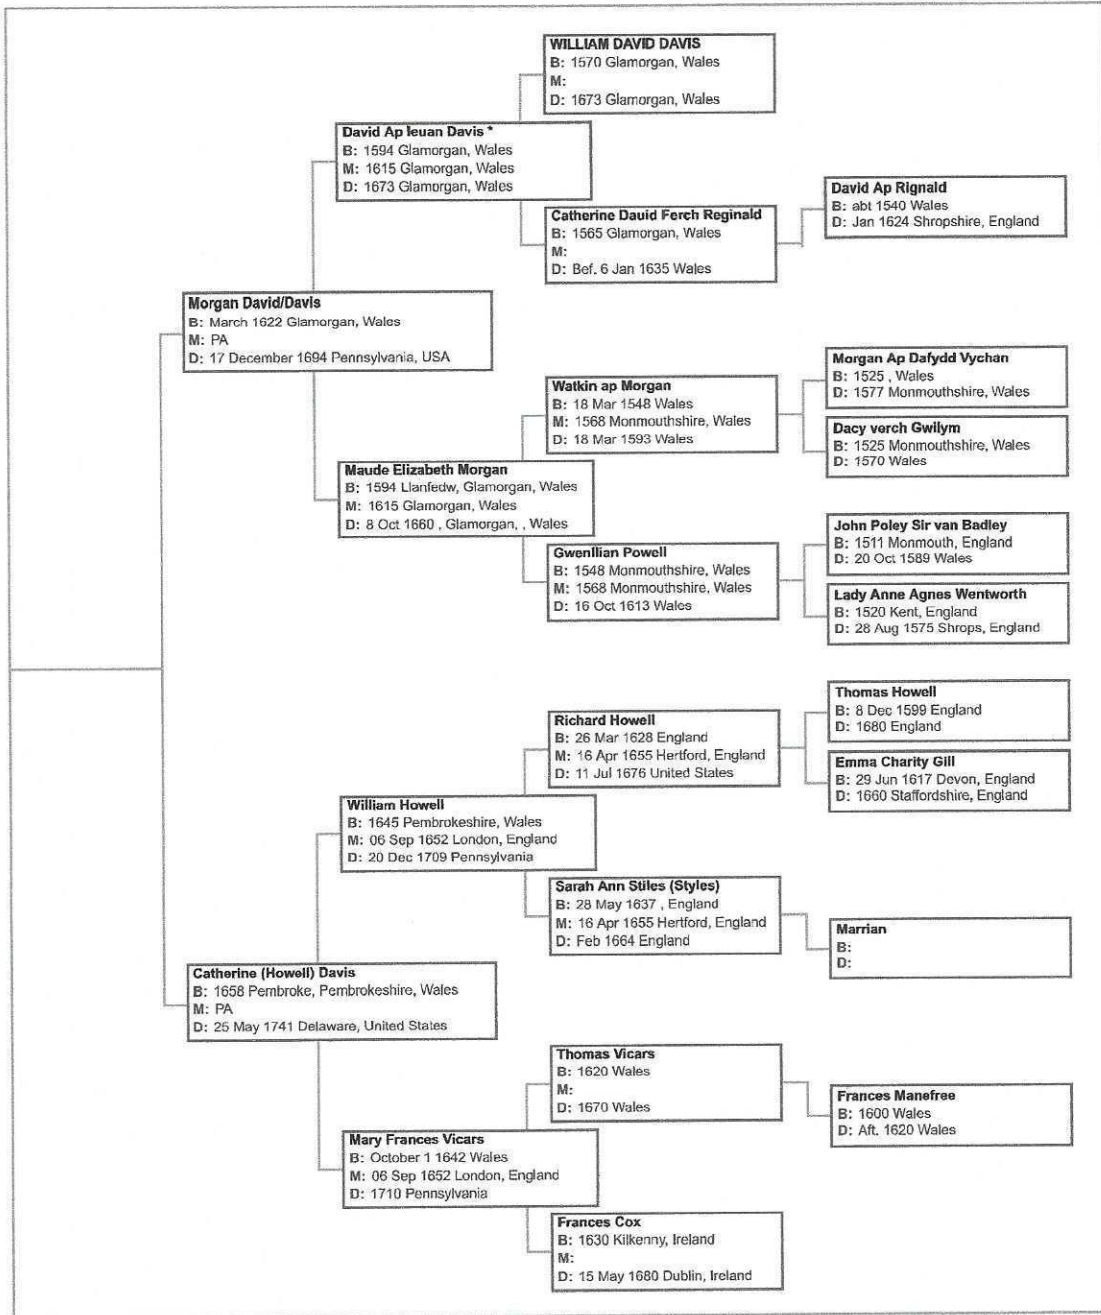 WILLIAM DAVID DAVIS
B: 1570 Glamorgan, Wales
M:
D: 1673 Glamorgan, Wales
David Ap Ieuan Davis *
B: 1594 Glamorgan, Wales
M: 1615 Glamorgan, Wales
D: 1673 Glamorgan, Wales
David Ap Rignald
B: abt 1540 Wales
D: Jan 1624 Shropshire, England
Catherine Dauid Ferch Reginald
B: 1565 Glamorgan, Wales
M:
D: Bef. 6 Jan 1635 Wales
Morgan David/Davis
B: March 1622 Glamorgan, Wales
M: PA
D: 17 December 1694 Pennsylvania, USA
Morgan Ap Dafydd Vychan
B: 1525 , Wales
D: 1577 Monmouthshire, Wales
Watkin ap Morgan
B: 18 Mar 1548 Wales
M: 1568 Monmouthshire, Wales
D: 18 Mar 1593 Wales
Dacy verch Gwilym
B: 1525 Monmouthshire, Wales
D: 1570 Wales
Maude Elizabeth Morgan
B: 1594 Llanfedw, Glamorgan, Wales
M: 1615 Glamorgan, Wales
D: 8 Oct 1660 , Glamorgan, , Wales
John Poley Sir van Badley
B: 1511 Monmouth, England
D: 20 Oct 1589 Wales
Gwenllian Powell
B: 1548 Monmouthshire, Wales
M: 1568 Monmouthshire, Wales
D: 16 Oct 1613 Wales
Lady Anne Agnes Wentworth
B: 1520 Kent, England
D: 28 Aug 1575 Shrops, England
Thomas Howell
B: 8 Dec 1599 England
D: 1680 England
Richard Howell
B: 26 Mar 1628 England
M: 16 Apr 1655 Hertford, England
D: 11 Jul 1676 United States
Emma Charity Gill
B: 29 Jun 1617 Devon, England
D: 1660 Staffordshire, England
William Howell
B: 1645 Pembrokeshire, Wales
M: 06 Sep 1652 London, England
D: 20 Dec 1709 Pennsylvania
Sarah Ann Stiles (Styles)
B: 28 May 1637 , England
M: 16 Apr 1655 Hertford, England
D: Feb 1664 England
Marrian
B:
D:
Catherine (Howell) Davis
B: 1658 Pembroke, Pembrokeshire, Wales
M: PA
D: 25 May 1741 Delaware, United States
Thomas Vicars
B: 1620 Wales
M:
D: 1670 Wales
Frances Manefree
B: 1600 Wales
D: Aft. 1620 Wales
Mary Frances Vicars
B: October 1 1642 Wales
M: 06 Sep 1652 London, England
D: 1710 Pennsylvania
Frances Cox
B: 1630 Kilkenny, Ireland
M:
D: 15 May 1680 Dublin, Ireland